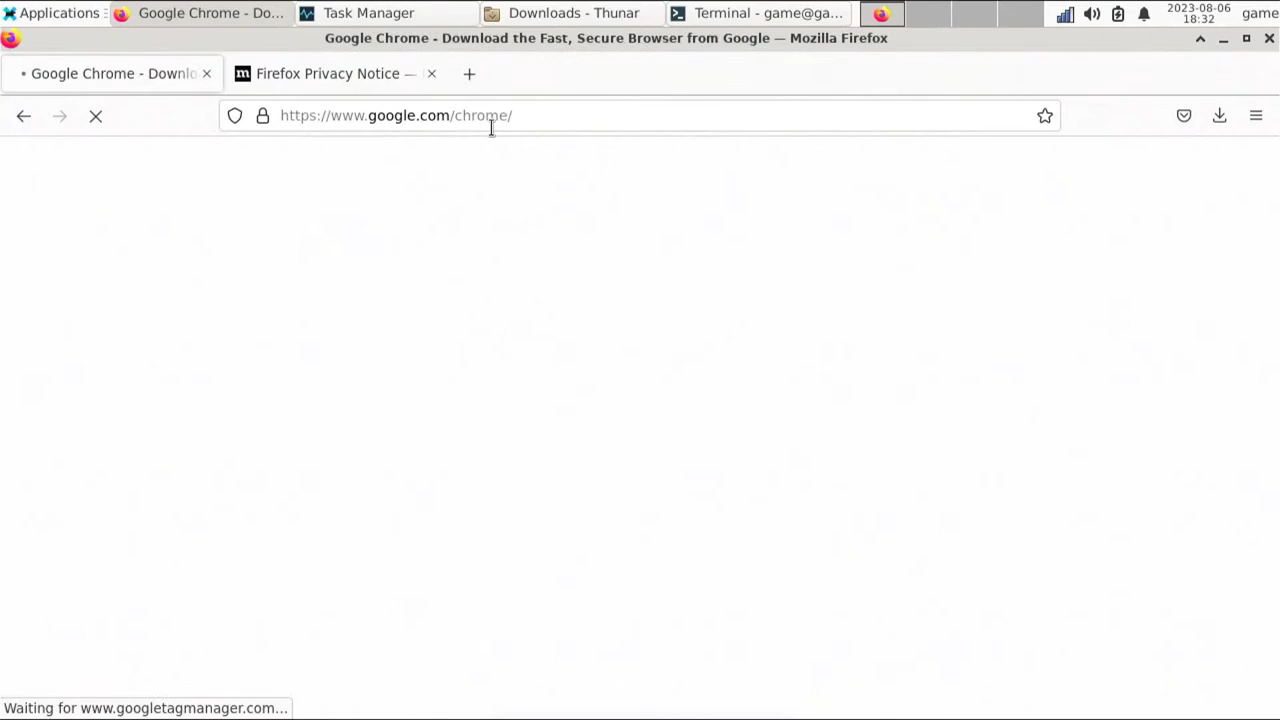 Applications
Google Chrome - Do...
Task Manager
Downloads - Thunar
Terminal - game@ga...
2023-08-06
18:32
game
Google Chrome - Download the Fast, Secure Browser from Google — Mozilla Firefox
Google Chrome - Downlo
m Firefox Privacy Notice —
https://www.google.com/chrome/
Waiting for www.googletagmanager.com...